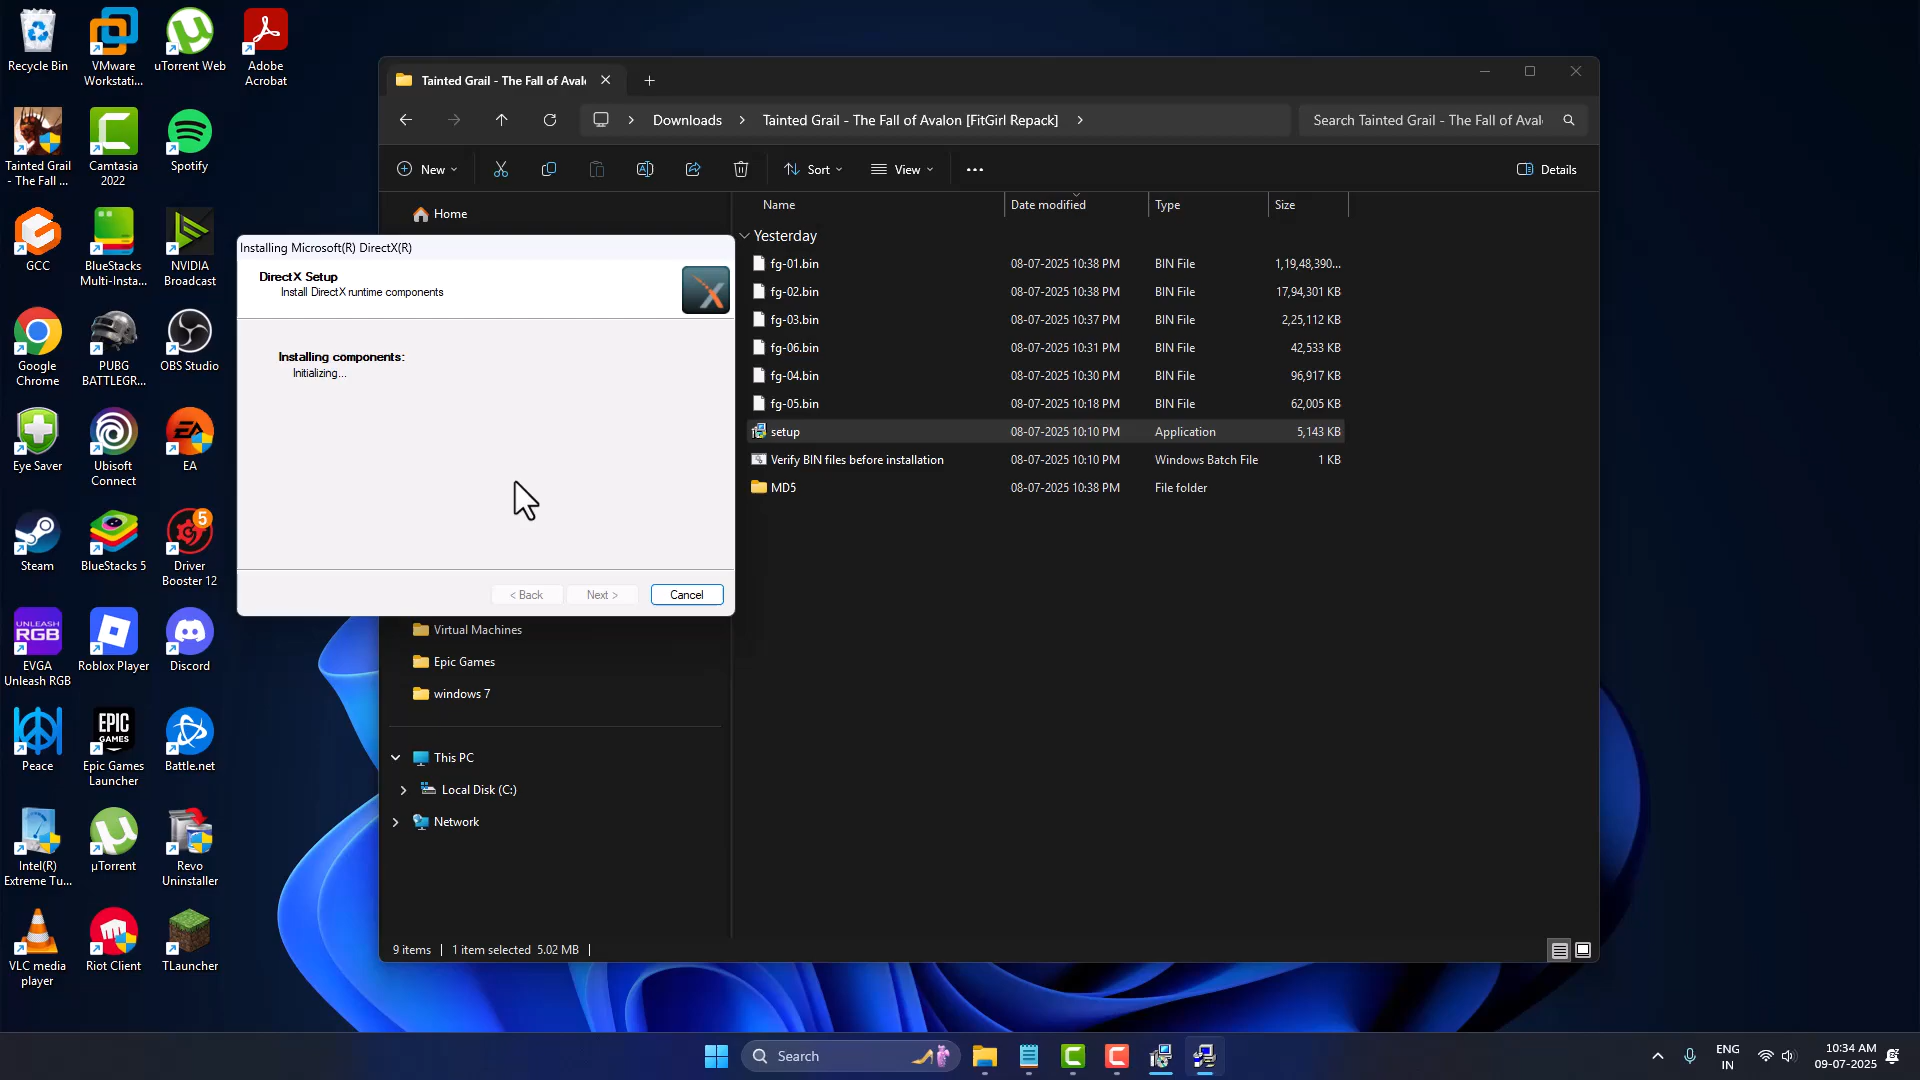 Recycle Bin
VMware
Workstati...
uTorrent Web
Adobe
Acrobat
Tainted Grail
- The Fall ...
Camtasia
2022
Spotify
GCC
BlueStacks
Multi-Insta...
NVIDIA
Broadcast
Google
Chrome
PUBG
BATTLEGR...
OBS Studio
Eye Saver
Ubisoft
Connect
EA
EA
Steam
BlueStacks 5
5
Driver
Booster 12
UNLEASH
RGB
EVGA
Unleash RGB
Roblox Player
Discord
Peace
EPIC
GAMES
Epic Games
Launcher
Battle.net
Intel(R)
Extreme Tu...
µTorrent
Revo
Uninstaller
VLC media
player
Riot Client
TLauncher
Tainted Grail - The Fall of Avalo
Downloads
Tainted Grail - The Fall of Avalon [FitGirl Repack]
Search Tainted Grail - The Fall of Aval
New
Sort
View
Details
Home
Name
Date modified
Type
Size
Yesterday
fg-01.bin 08-07-2025 10:38 PM BIN File 1,19,48,390...
fg-02.bin 08-07-2025 10:38 PM BIN File 17,94,301 KB
fg-03.bin 08-07-2025 10:37 PM BIN File 2,25,112 KB
fg-06.bin 08-07-2025 10:31 PM BIN File 42,533 KB
fg-04.bin 08-07-2025 10:30 PM BIN File 96,917 KB
fg-05.bin 08-07-2025 10:18 PM BIN File 62,005 KB
setup 08-07-2025 10:10 PM Application 5,143 KB
Verify BIN files before installation 08-07-2025 10:10 PM Windows Batch File 1 KB
MD5 08-07-2025 10:38 PM File folder
Installing Microsoft(R) DirectX(R)
DirectX Setup
Install DirectX runtime components
Installing components:
Initializing...
< Back
Next >
Cancel
Virtual Machines
Epic Games
windows 7
This PC
Local Disk (C:)
Network
9 items
1 item selected 5.02 MB
Search
ENG
IN
10:34 AM
09-07-2025